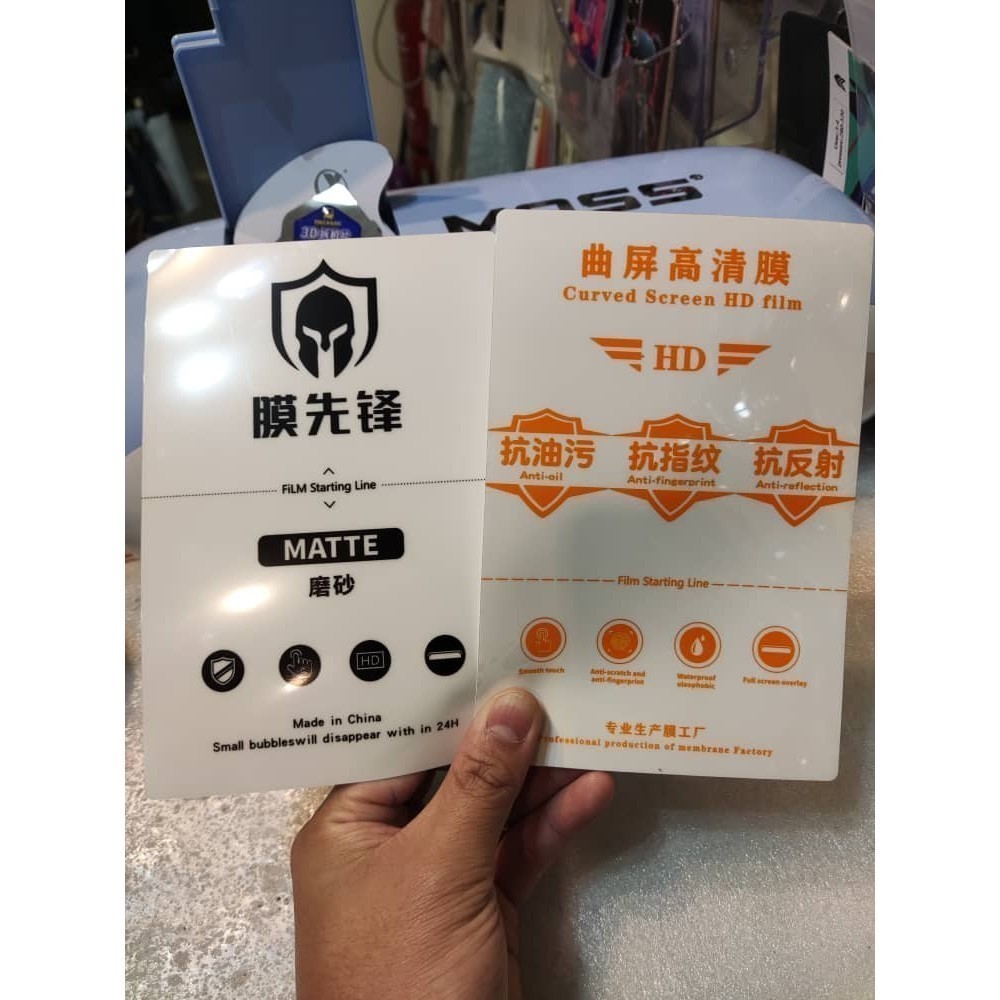 MOSS
3D
膜先锋
FiLM Starting Line
MATTE
磨砂
HD
Made in China
Small bubbleswill disappear with in 24H
曲屏高清膜
Curved Screen HD film
HD
抗油污
Anti-oil
抗指纹
Anti-fingerprint
抗反射
Anti-reflection
Film Starting Line
Smooth touch
Anti-scratch and
anti-fingerprint
Waterproof
oleophobic
Full screen overlay
专业生产膜工厂
rofessional production of membrane Factory